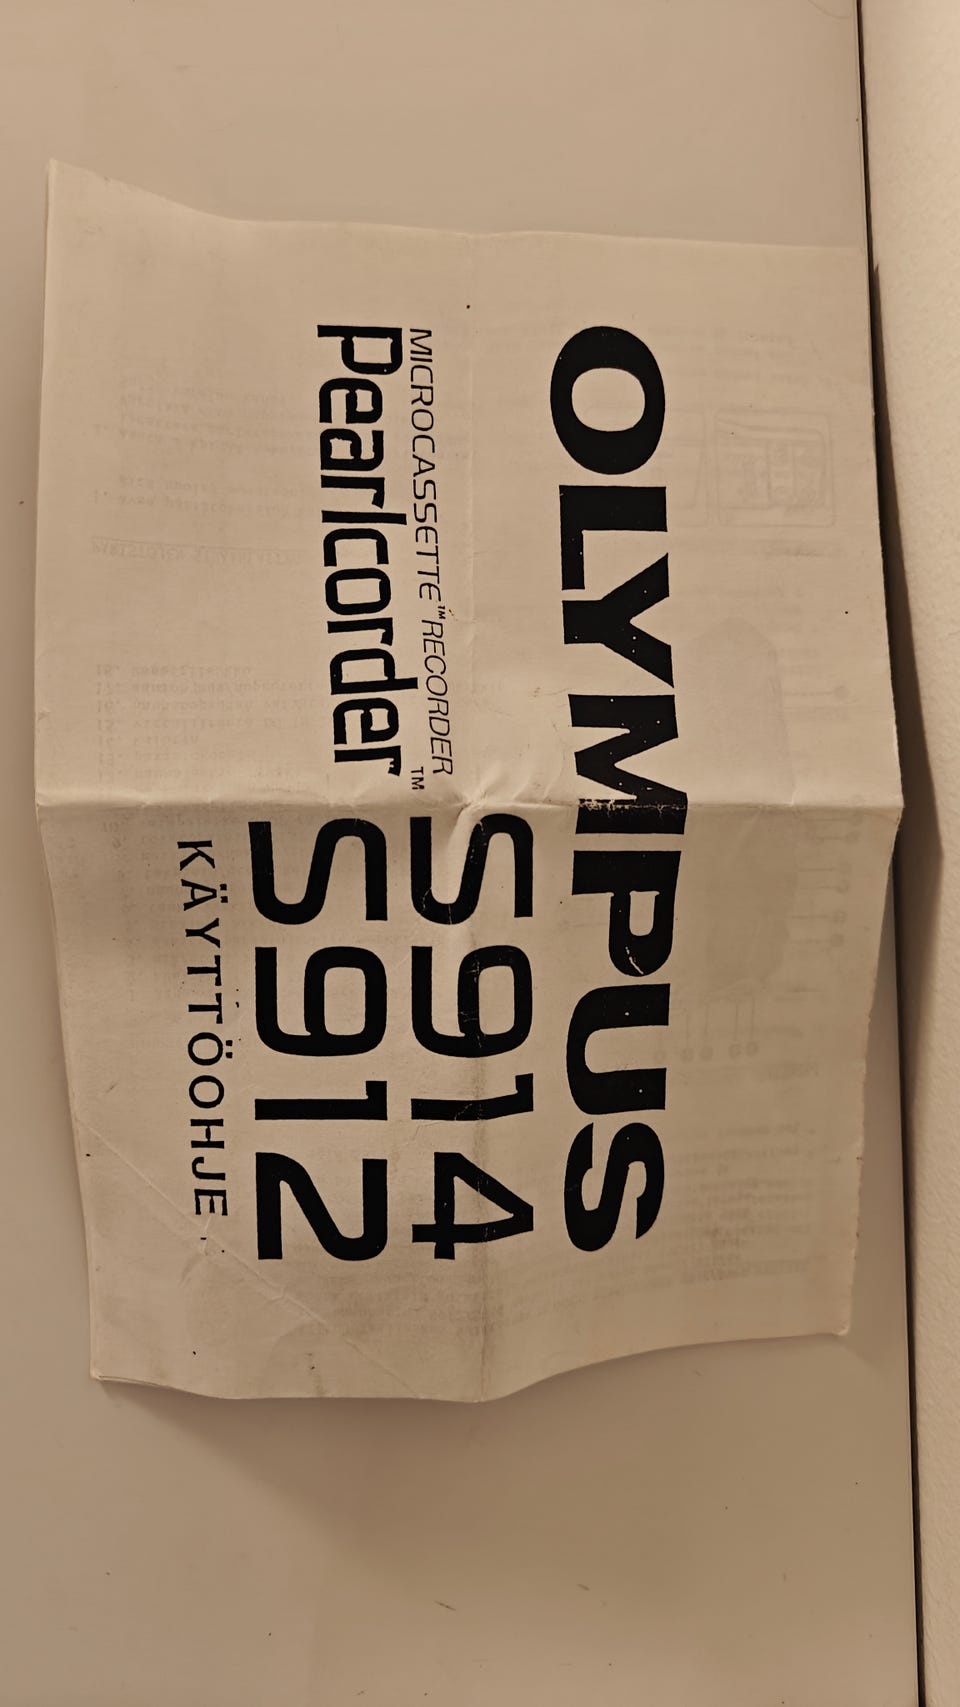 OLYMPUS
MICROCASSETTE™ RECORDER
Pearlcorder™ S914
S912
KÄYTTÖOHJE